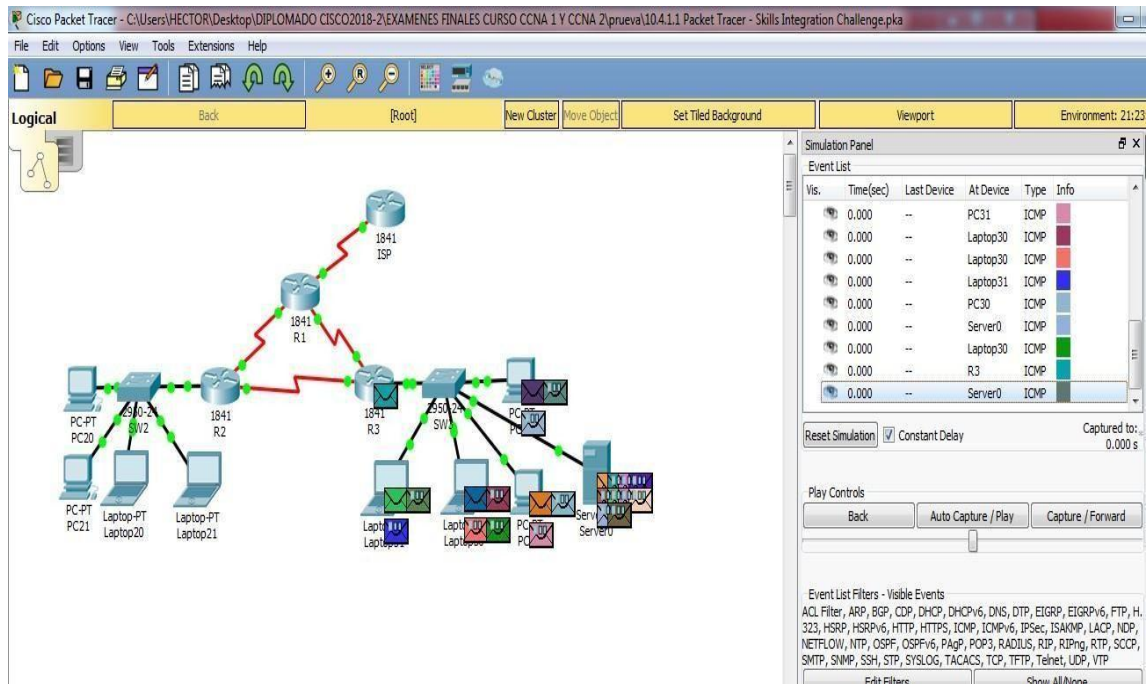 Cisco Packet Tracer - C:\Users\HECTOR\Desktop\DIPLOMADO CISCO2018-2\EXAMENES FINALES CURSO CCNA 1 Y CCNA 2\prueva\10.4.1.1 Packet Tracer - Skills Integration Challenge.pka
File Edit Options View Tools Extensions Help
Logical Back [Root] New Cluster Move Object Set Tiled Background Viewport Environment: 21:23
Simulation Panel
Event List
Vis. Time(sec) Last Device At Device Type Info
0.000 -- PC31 ICMP
0.000 -- Laptop30 ICMP
0.000 -- Laptop30 ICMP
0.000 -- Laptop31 ICMP
0.000 -- PC30 ICMP
0.000 -- Server0 ICMP
0.000 -- Laptop30 ICMP
0.000 -- R3 ICMP
0.000 -- Server0 ICMP
Reset Simulation Constant Delay Captured to:
0.000 s
Play Controls
Back Auto Capture / Play Capture / Forward
Event List Filters - Visible Events
ACL Filter, ARP, BGP, CDP, DHCP, DHCPv6, DNS, DTP, EIGRP, EIGRPv6, FTP, H.
323, HSRP, HSRPv6, HTTP, HTTPS, ICMP, ICMPv6, IPSec, ISAKMP, LACP, NDP,
NETFLOW, NTP, OSPF, OSPFv6, PAgP, POP3, RADIUS, RIP, RIPng, RTP, SCCP,
SMTP, SNMP, SSH, STP, SYSLOG, TACACS, TCP, TFTP, Telnet, UDP, VTP
Edit Filters Show All/None
1841
ISP
1841
R1
1841
R2
1841
R3
2950-24
SW2
2950-24
PC-PT
PC20
PC-PT
PC21
Laptop-PT
Laptop20
Laptop-PT
Laptop21
Laptop31
Server0